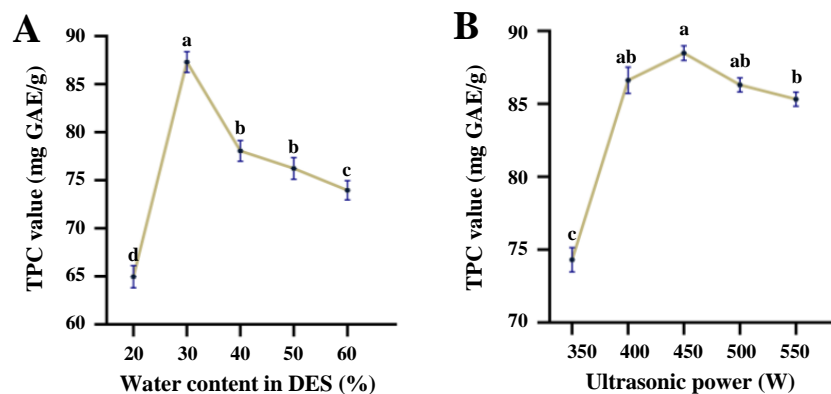 A
TPC value (mg GAE/g)
90
85
80
75
70
65
60
d
a
b
b
c
20 30 40 50 60
Water content in DES (%)
B
TPC value (mg GAE/g)
90
85
80
75
70
c
ab
a
ab
b
350 400 450 500 550
Ultrasonic power (W)